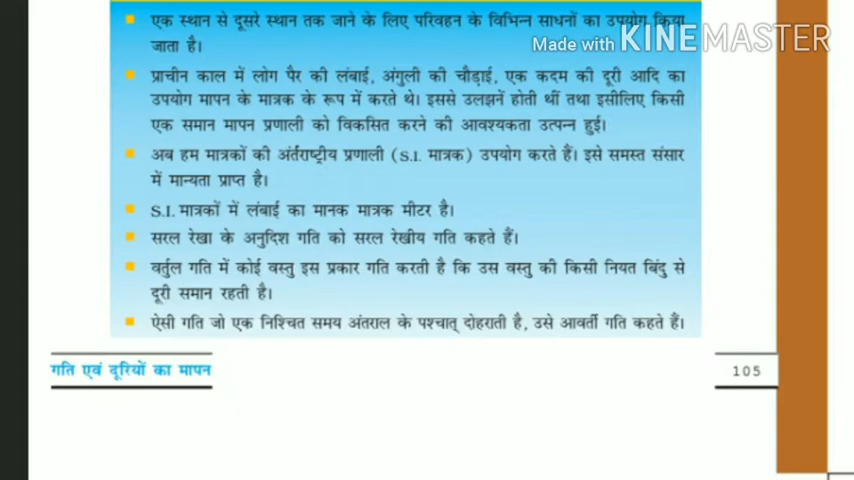 एक स्थान से दूसरे स्थान तक जाने के लिए परिवहन के विभिन्न साधनों का उपयोग किया
जाता है।
Made with KINEMASTER
प्राचीन काल में लोग पैर की लंबाई, अंगुली की चौड़ाई, एक कदम की दूरी आदि का
उपयोग मापन के मात्रक के रूप में करते थे। इससे उलझनें होती थीं तथा इसीलिए किसी
एक समान मापन प्रणाली को विकसित करने की आवश्यकता उत्पन्न हुई।
अब हम मात्रकों की अंर्तराष्ट्रीय प्रणाली (S.I. मात्रक) उपयोग करते हैं। इसे समस्त संसार
में मान्यता प्राप्त है।
S.I. मात्रकों में लंबाई का मानक मात्रक मीटर है।
सरल रेखा के अनुदिश गति को सरल रेखीय गति कहते हैं।
वर्तुल गति में कोई वस्तु इस प्रकार गति करती है कि उस वस्तु की किसी नियत बिंदु से
दूरी समान रहती है।
ऐसी गति जो एक निश्चित समय अंतराल के पश्चात् दोहराती है, उसे आवर्ती गति कहते हैं।
गति एवं दूरियों का मापन
105